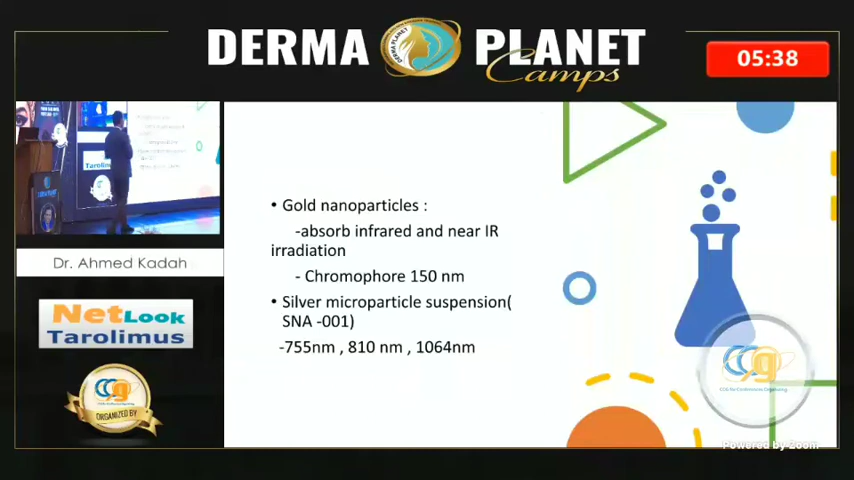 DERMA PLANET
Camps
05:38
• Gold nanoparticles :
-absorb infrared and near IR
irradiation
- Chromophore 150 nm
• Silver microparticle suspension(
SNA -001)
-755nm , 810 nm , 1064nm
Dr. Ahmed Kadah
NetLook
Tarolimus
ORGANIZED BY
Powered by Zoom